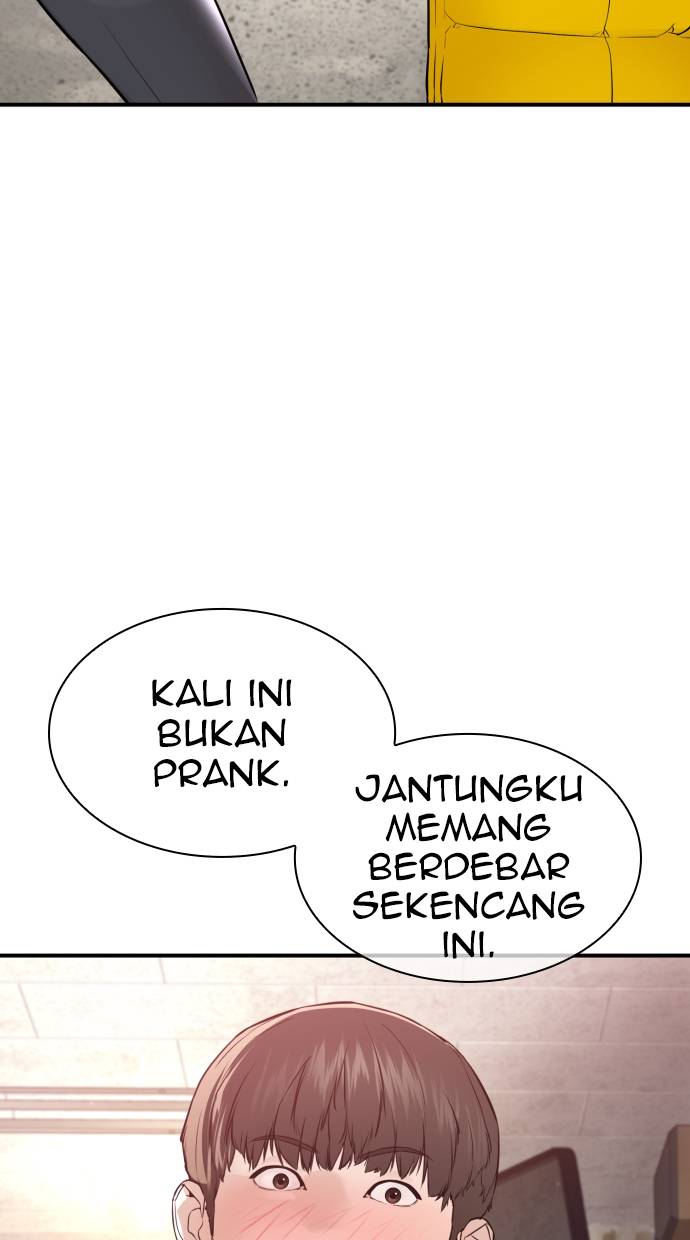 KALI INI
BUKAN
PRANK.
JANTUNGKU
MEMANG
BERDEBAR
SEKENCANG
INI.